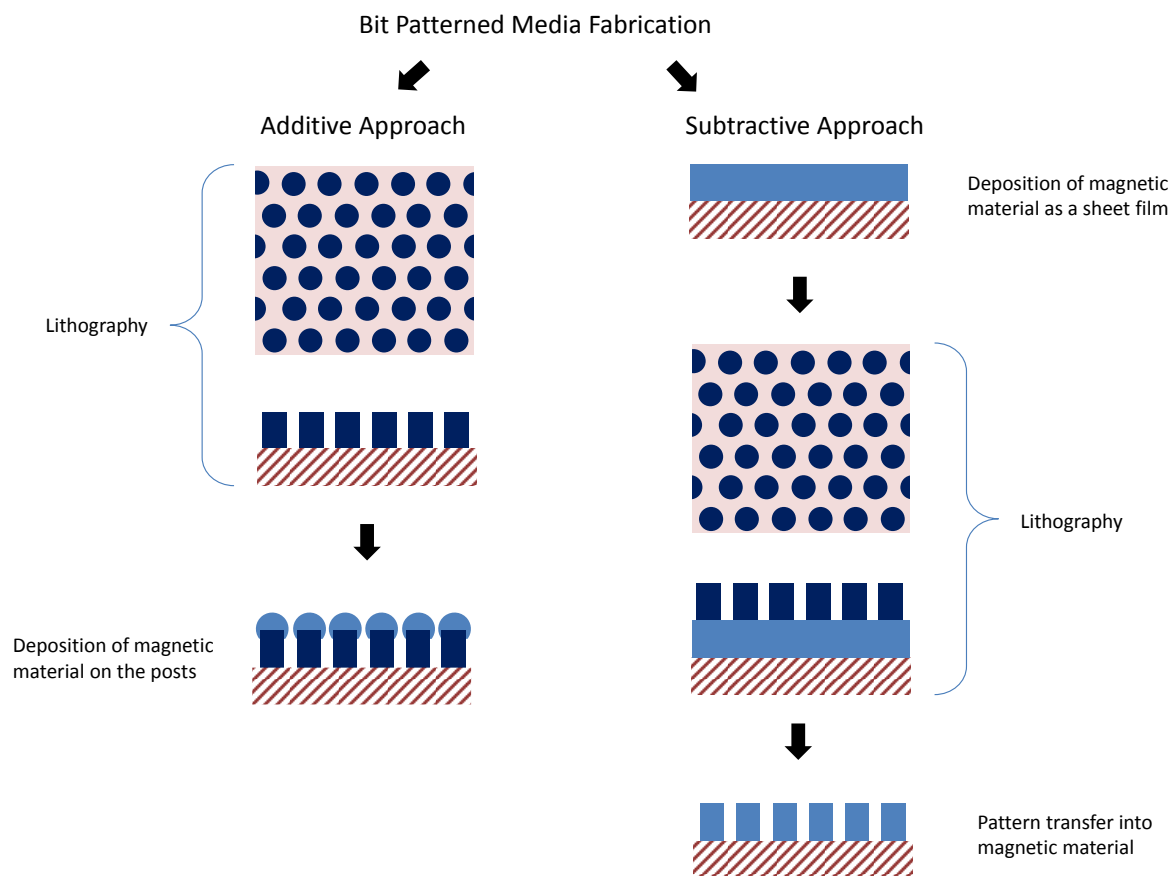 Bit Patterned Media Fabrication
Additive Approach
Subtractive Approach
Deposition of magnetic
material as a sheet film
Lithography
Lithography
Deposition of magnetic
material on the posts
Pattern transfer into
magnetic material